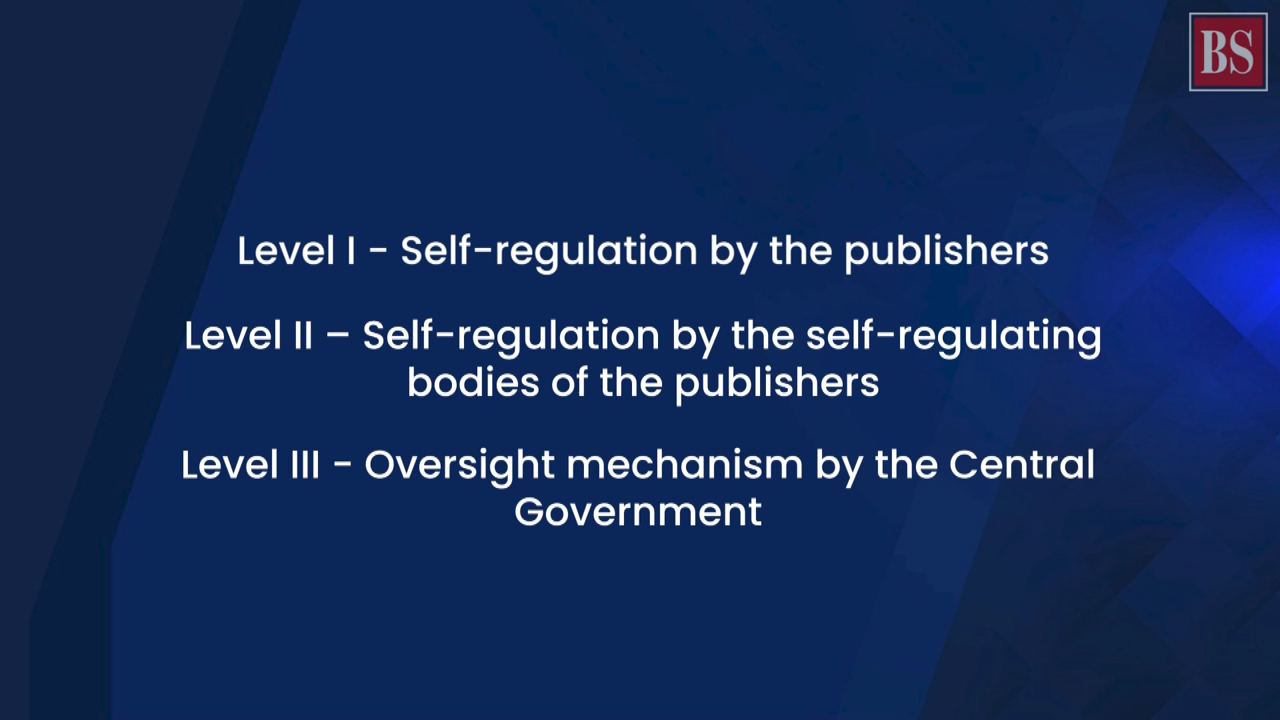 BS
Level I - Self-regulation by the publishers
Level II – Self-regulation by the self-regulating
bodies of the publishers
Level III - Oversight mechanism by the Central
Government